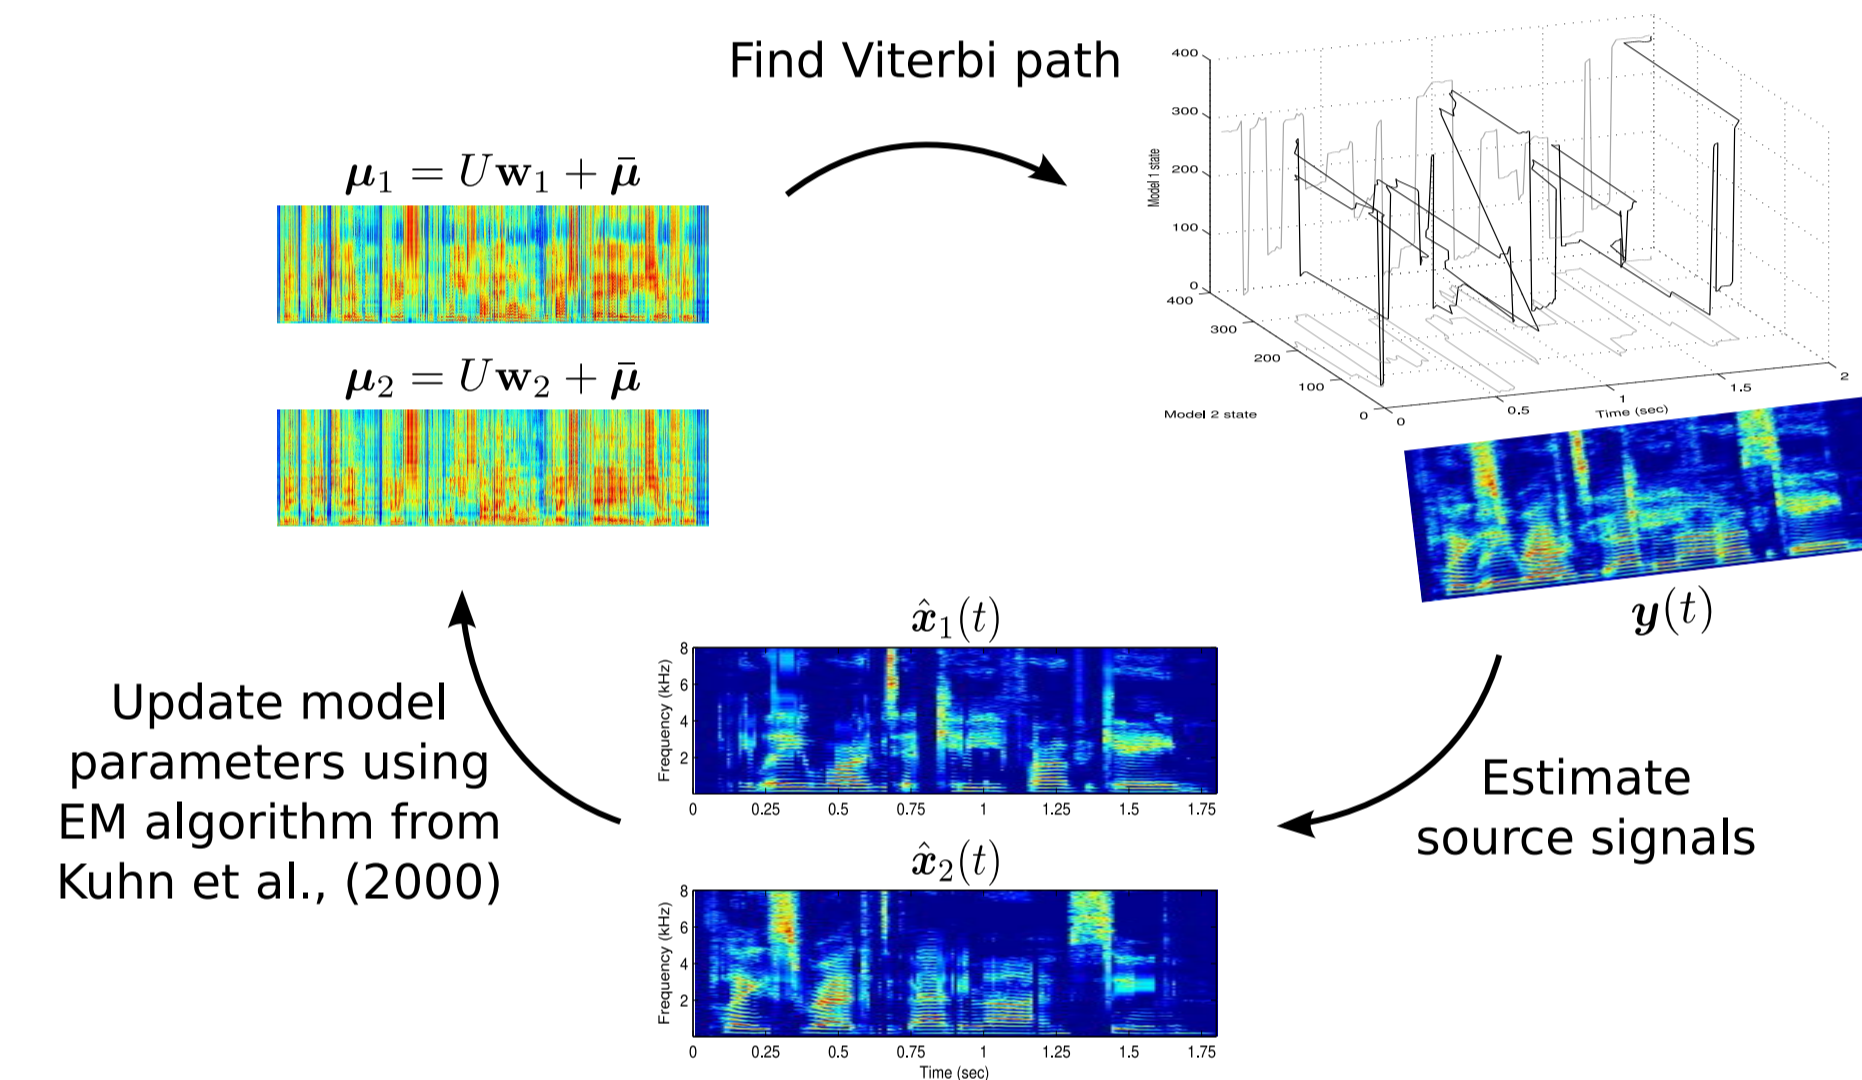 Find Viterbi path
μ₁ = Uw₁ + μ̄
μ₂ = Uw₂ + μ̄
400
300
200
100
0
Model 1 state
400
300
200
100
0
Model 2 state
0
0.5
1
1.5
2
Time (sec)
y(t)
Estimate
source signals
x̂₁(t)
8
6
4
2
Frequency (kHz)
0 0.25 0.5 0.75 1 1.25 1.5 1.75
x̂₂(t)
8
6
4
2
Frequency (kHz)
0 0.25 0.5 0.75 1 1.25 1.5 1.75
Time (sec)
Update model
parameters using
EM algorithm from
Kuhn et al., (2000)